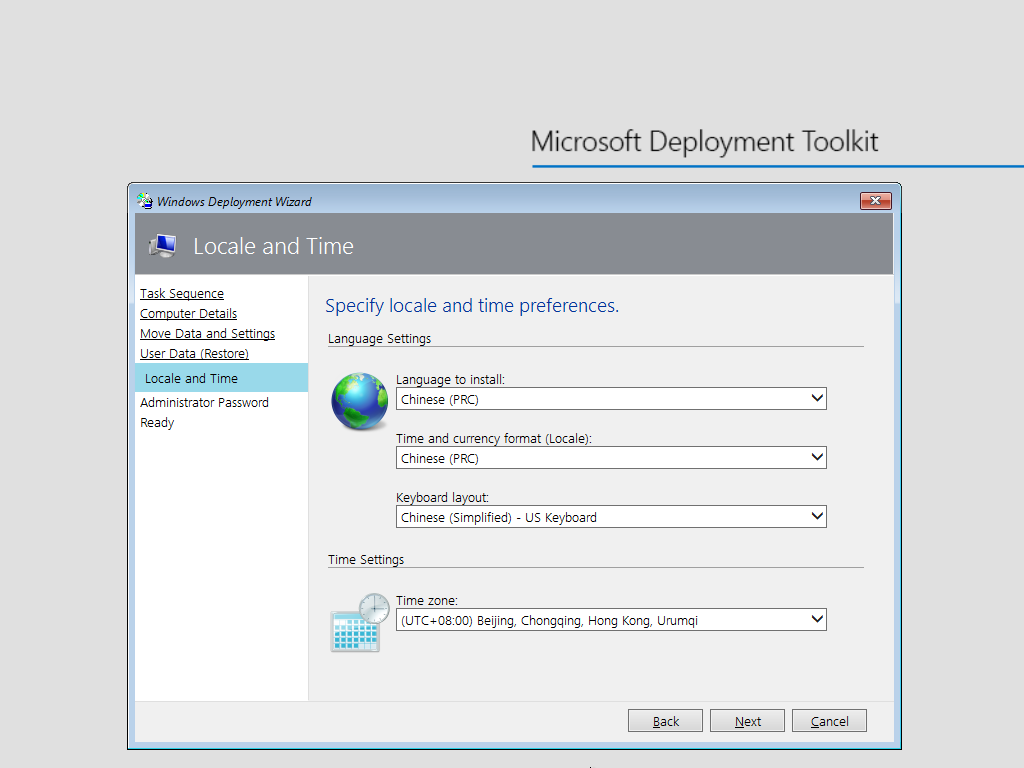 Microsoft Deployment Toolkit
Windows Deployment Wizard
Locale and Time
Task Sequence
Computer Details
Move Data and Settings
User Data (Restore)
Locale and Time
Administrator Password
Ready
Specify locale and time preferences.
Language Settings
Language to install:
Chinese (PRC)
Time and currency format (Locale):
Chinese (PRC)
Keyboard layout:
Chinese (Simplified) - US Keyboard
Time Settings
Time zone:
(UTC+08:00) Beijing, Chongqing, Hong Kong, Urumqi
Back
Next
Cancel